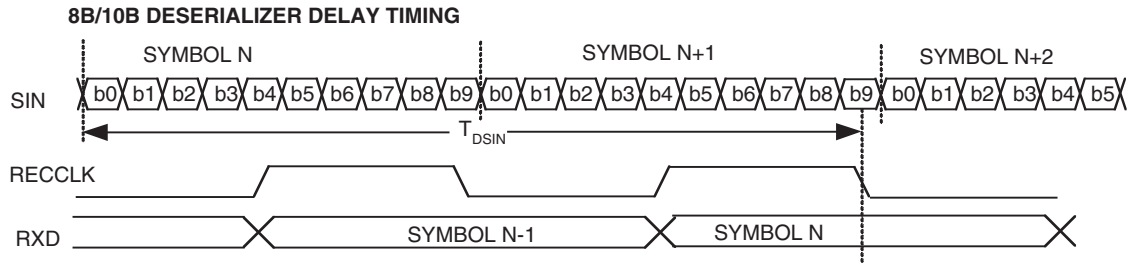 8B/10B DESERIALIZER DELAY TIMING
SYMBOL N SYMBOL N+1 SYMBOL N+2
SIN b0 b1 b2 b3 b4 b5 b6 b7 b8 b9 b0 b1 b2 b3 b4 b5 b6 b7 b8 b9 b0 b1 b2 b3 b4 b5
TDSIN
RECCLK
RXD SYMBOL N-1 SYMBOL N